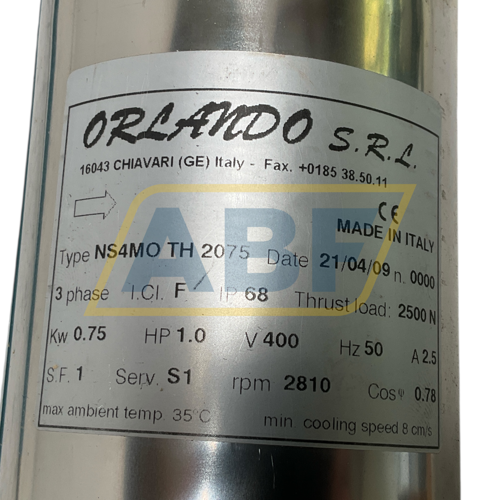 ORLANDO S.R.L.
16043 CHIAVARI (GE) Italy - Fax. +0185 38.50.11
CE
MADE IN ITALY
Type NS4MO TH 2075 Date 21/04/09 n. 0000
3 phase I.Cl. F / IP 68 Thrust load: 2500 N
Kw 0.75 HP 1.0 V 400 Hz 50 A 2.5
S.F. 1 Serv. S1 rpm 2810 Cosφ 0.78
max ambient temp. 35°C min. cooling speed 8 cm/s
ABF